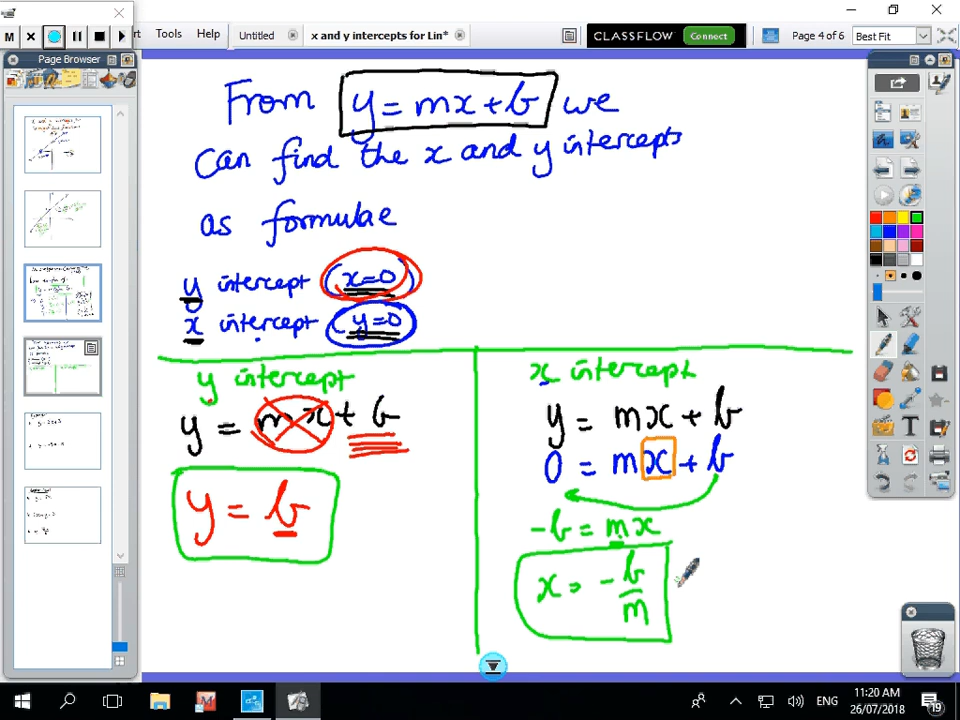 M
rt Tools Help Untitled x and y intercepts for Lin* CLASSFLOW Connect Page 4 of 6 Best Fit
Page Browser
From y = mx + b we
can find the x and y intercepts
as formulae
y intercept (x=0)
x intercept (y=0)
y intercept
y = mx + b
y = b
x intercept
y = mx + b
0 = mx + b
-b = mx
x = - b/m
T
ENG
11:20 AM
26/07/2018
19